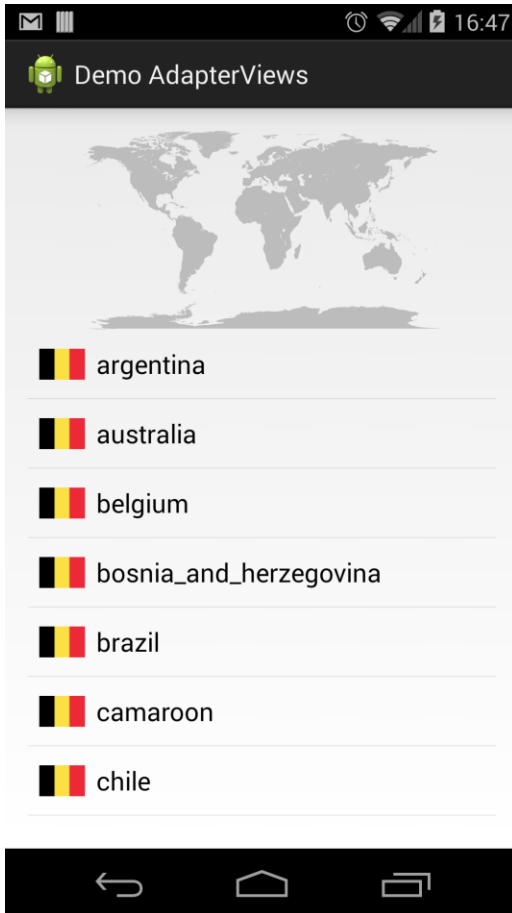 16:47
Demo AdapterViews
argentina
australia
belgium
bosnia_and_herzegovina
brazil
camaroon
chile